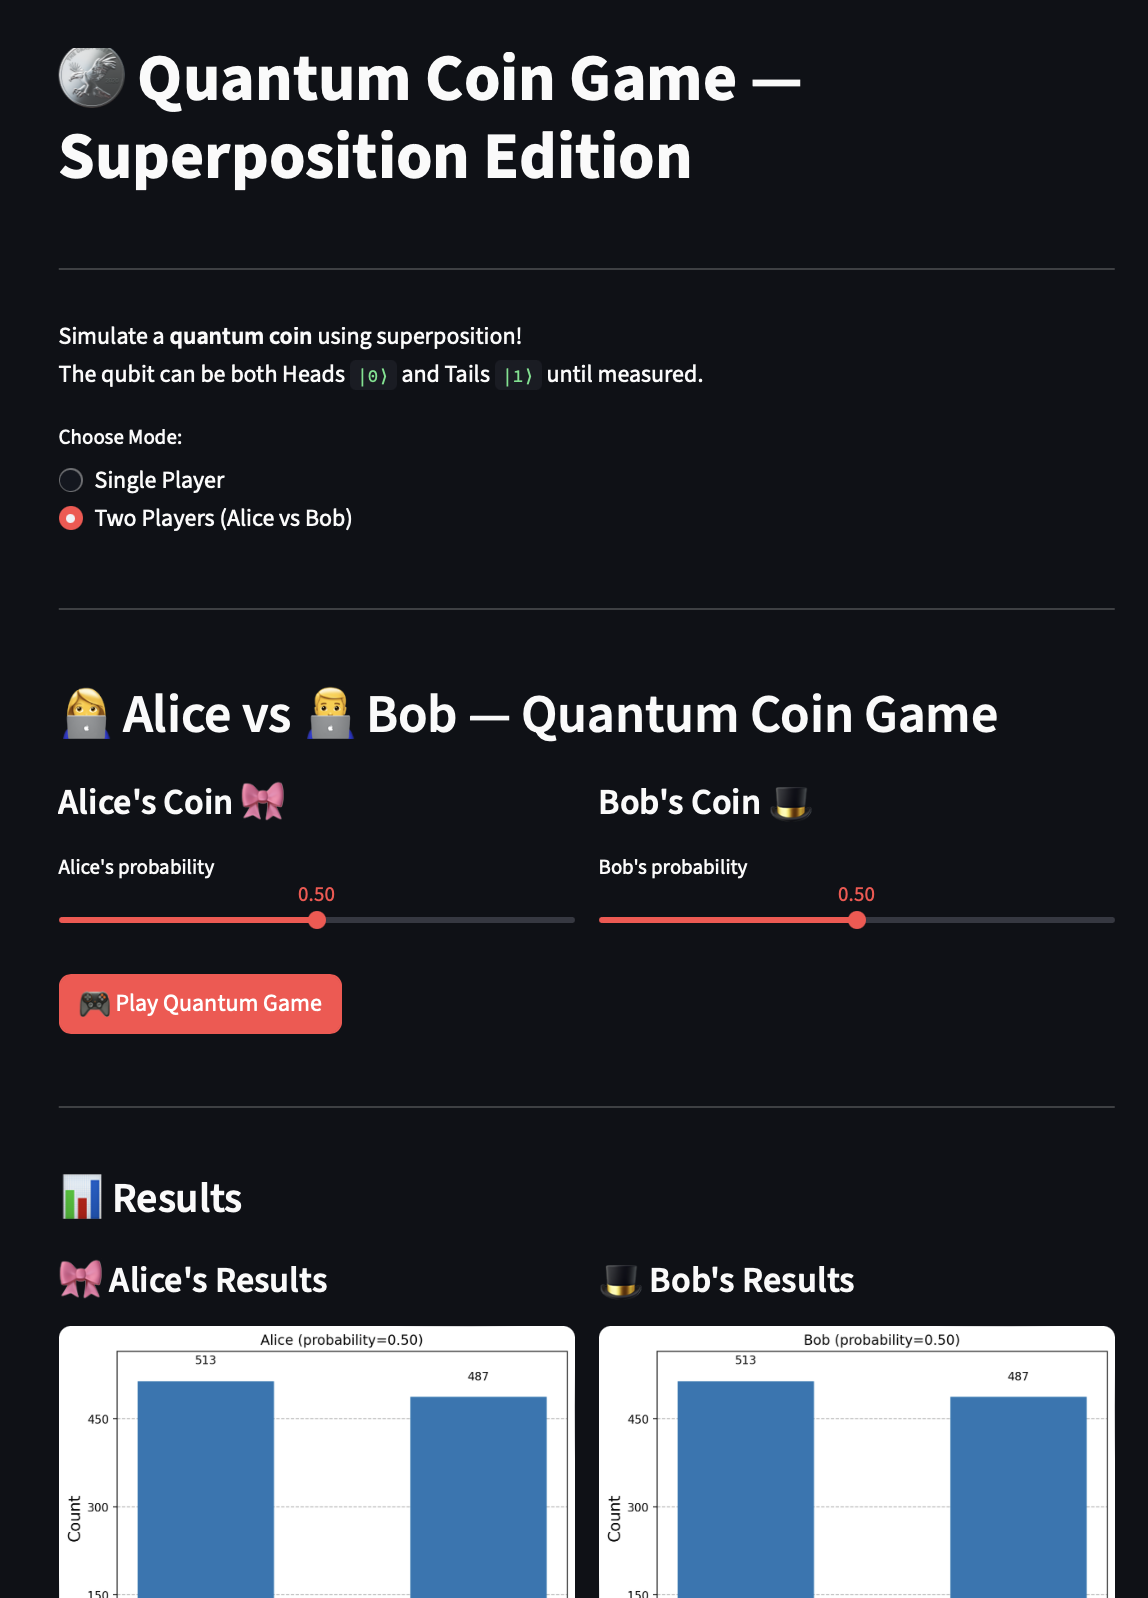 Quantum Coin Game —
Superposition Edition
Simulate a quantum coin using superposition!
The qubit can be both Heads |0⟩ and Tails |1⟩ until measured.
Choose Mode:
Single Player
Two Players (Alice vs Bob)
Alice vs Bob — Quantum Coin Game
Alice's Coin
Alice's probability
0.50
Bob's Coin
Bob's probability
0.50
Play Quantum Game
Results
Alice's Results
Alice (probability=0.50)
513
487
450
300
150
Count
Bob's Results
Bob (probability=0.50)
513
487
450
300
150
Count